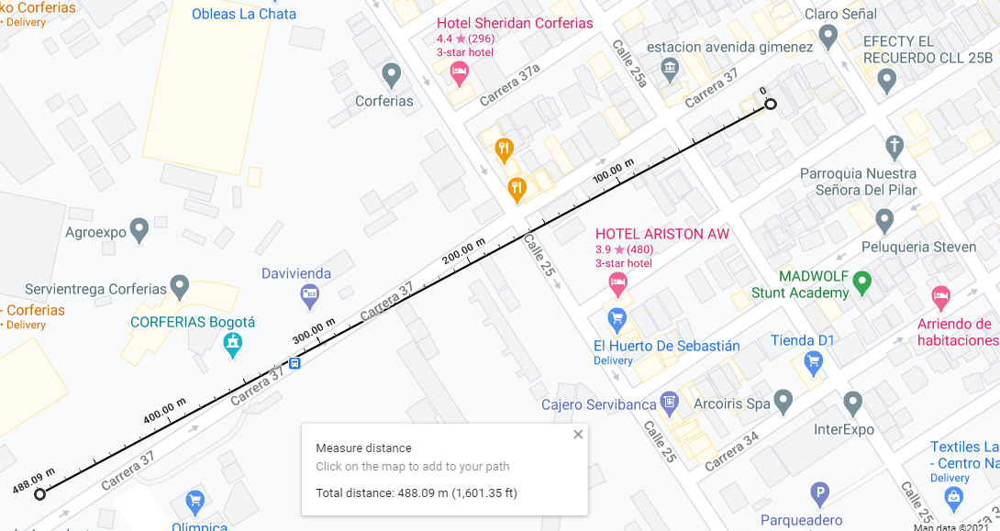 ko Corferias
Delivery
Obleas La Chata
Hotel Sheridan Corferias
4.4 ★ (296)
3-star hotel
Claro Señal
estacion avenida gimenez
EFECTY EL
RECUERDO CLL 25B
Calle 25a
Carrera 37a
Carrera 37
Corferias
0
100.00 m
Parroquia Nuestra
Señora Del Pilar
Agroexpo
200.00 m
Calle 25
HOTEL ARISTON AW
3.9 ★ (480)
3-star hotel
Peluqueria Steven
Davivienda
MADWOLF
Stunt Academy
Servientrega Corferias
Carrera 37
- Corferias
• Delivery
CORFERIAS Bogotá
300.00 m
Arriendo de
habitaciones
El Huerto De Sebastián
Delivery
Tienda D1
Carrera 37
400.00 m
Cajero Servibanca
Arcoiris Spa
InterExpo
Calle 25
Carrera 34
Measure distance
Click on the map to add to your path
Total distance: 488.09 m (1,601.35 ft)
488.09 m
Carrera 37
Textiles La
- Centro Na
Delivery
Calle 25
Parqueadero
Olimpica
Map data ©2021